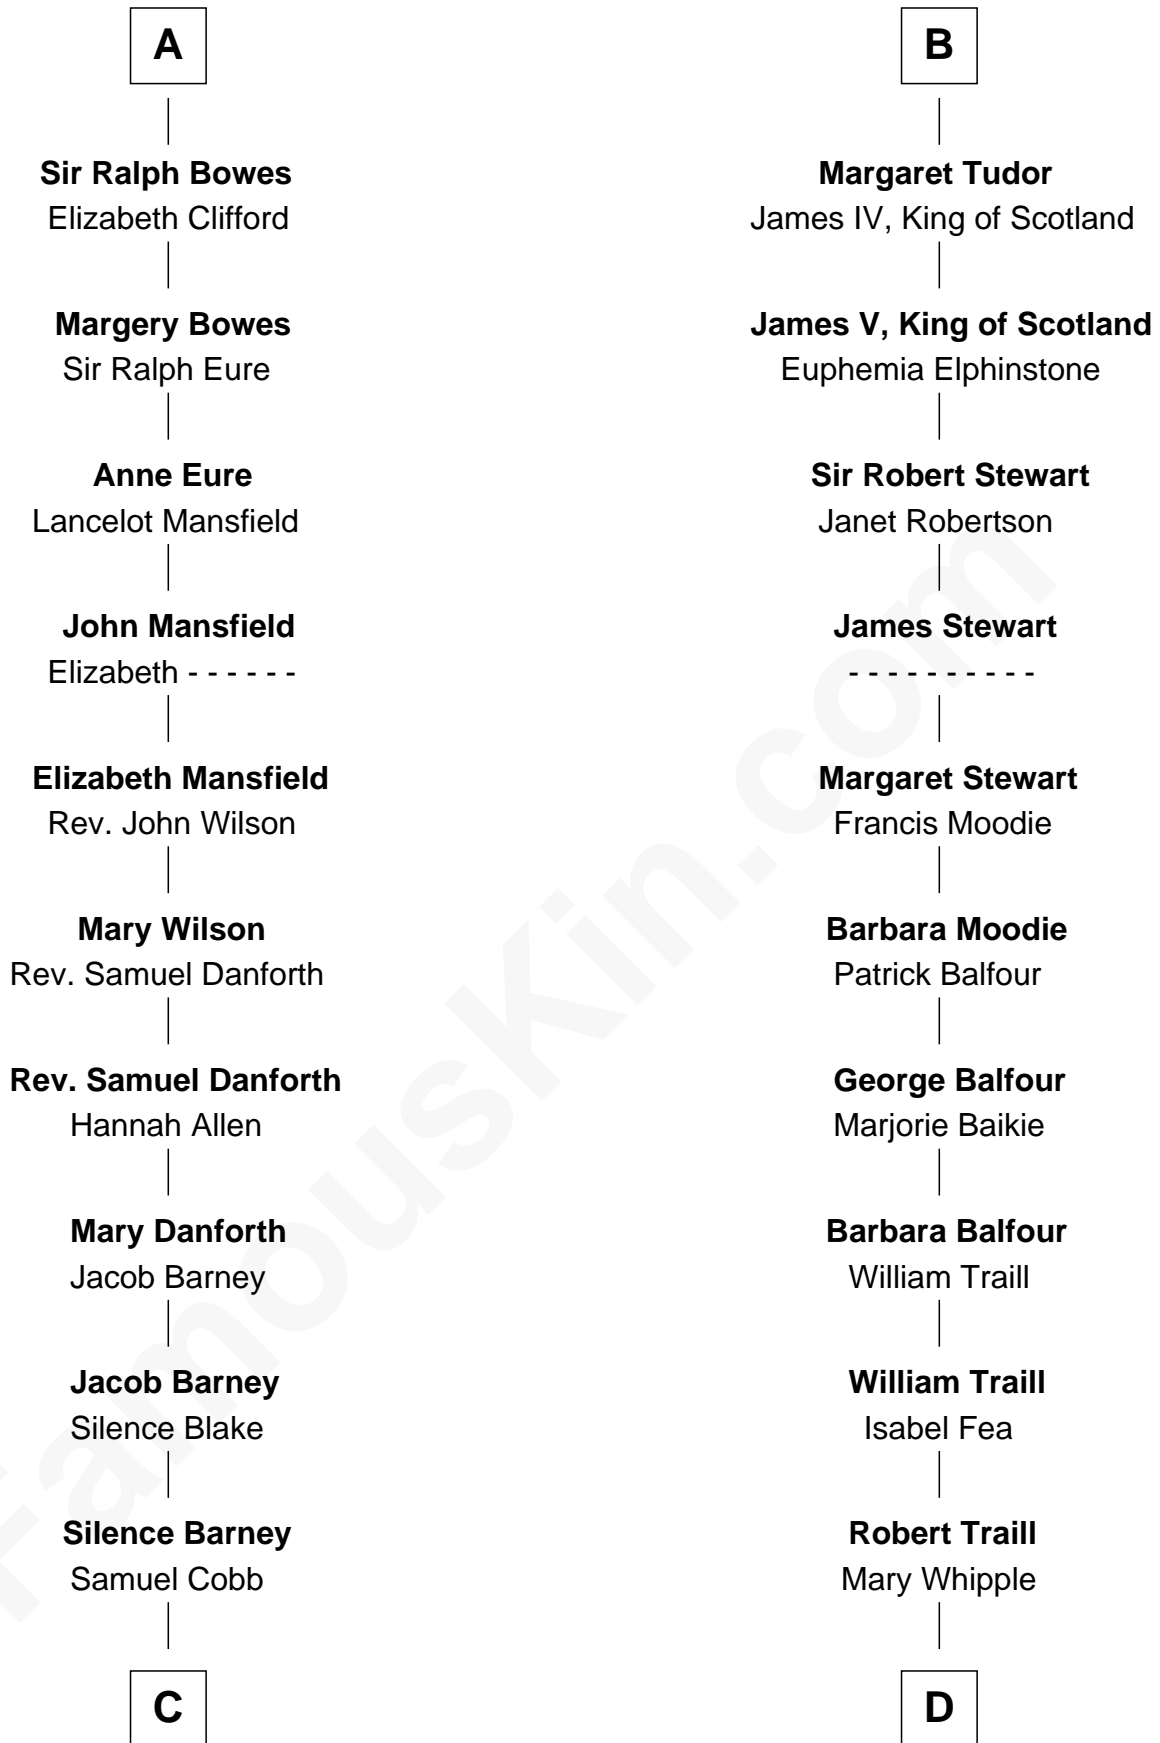 A
Sir Ralph Bowes
Elizabeth Clifford
Margery Bowes
Sir Ralph Eure
Anne Eure
Lancelot Mansfield
John Mansfield
Elizabeth - - - - - -
Elizabeth Mansfield
Rev. John Wilson
Mary Wilson
Rev. Samuel Danforth
Rev. Samuel Danforth
Hannah Allen
Mary Danforth
Jacob Barney
Jacob Barney
Silence Blake
Silence Barney
Samuel Cobb
C
B
Margaret Tudor
James IV, King of Scotland
James V, King of Scotland
Euphemia Elphinstone
Sir Robert Stewart
Janet Robertson
James Stewart
- - - - - - - - - -
Margaret Stewart
Francis Moodie
Barbara Moodie
Patrick Balfour
George Balfour
Marjorie Baikie
Barbara Balfour
William Traill
William Traill
Isabel Fea
Robert Traill
Mary Whipple
D
FamousKin.com